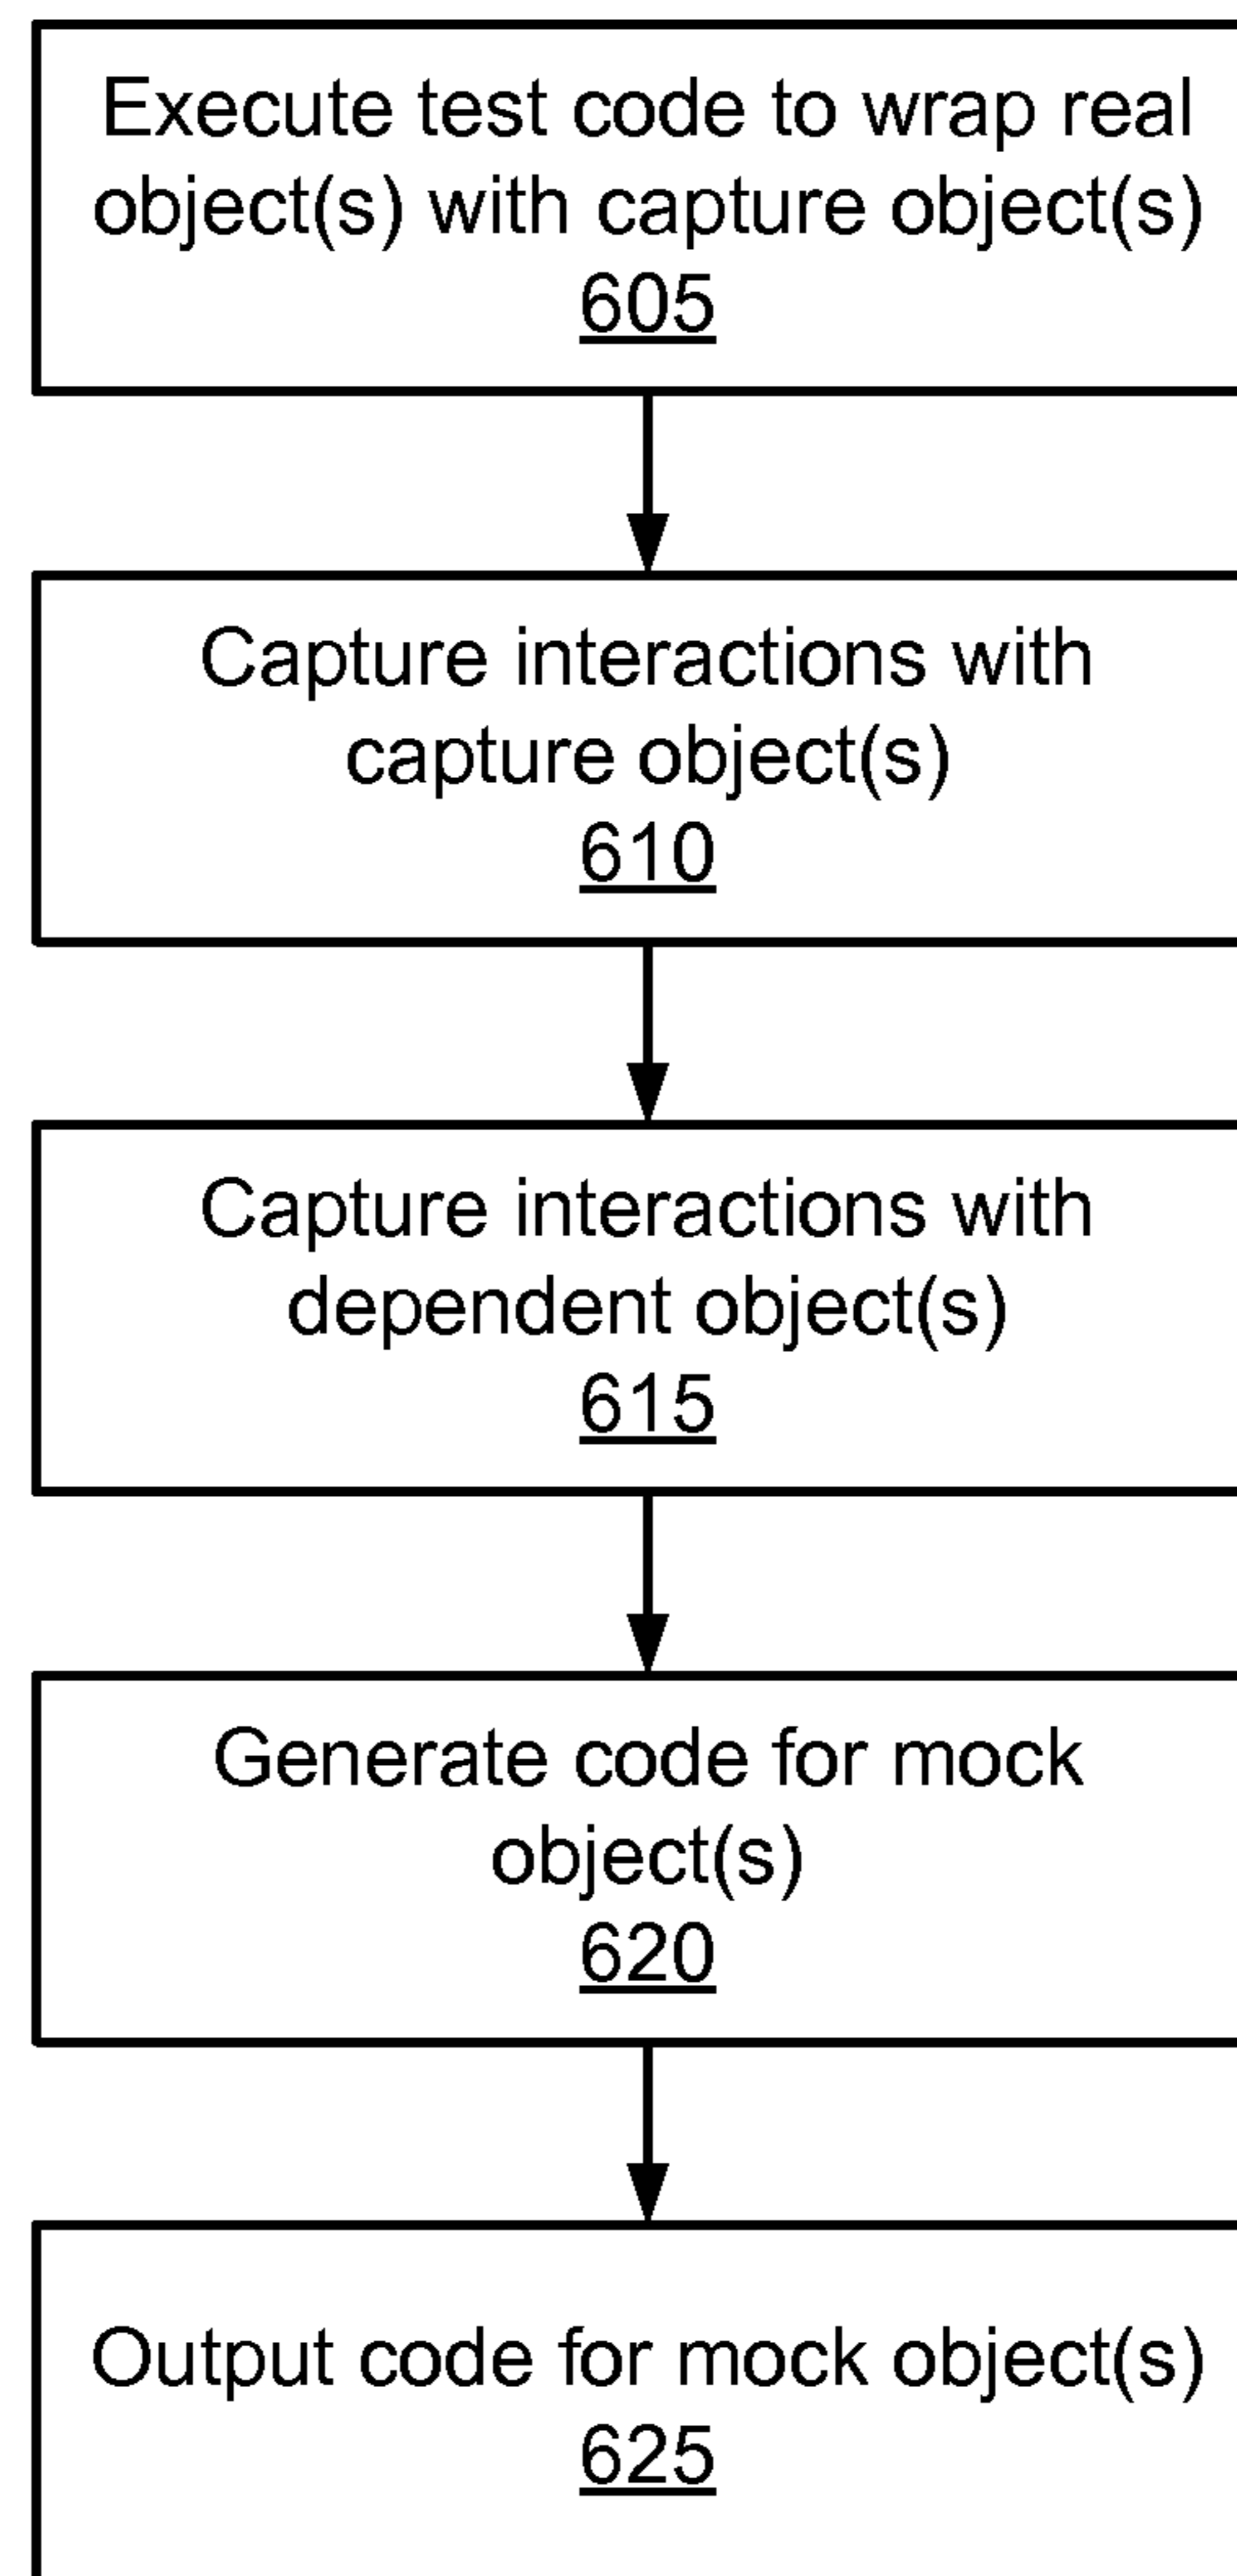 Execute test code to wrap real
object(s) with capture object(s)
605
Capture interactions with
capture object(s)
610
Capture interactions with
dependent object(s)
615
Generate code for mock
object(s)
620
Output code for mock object(s)
625